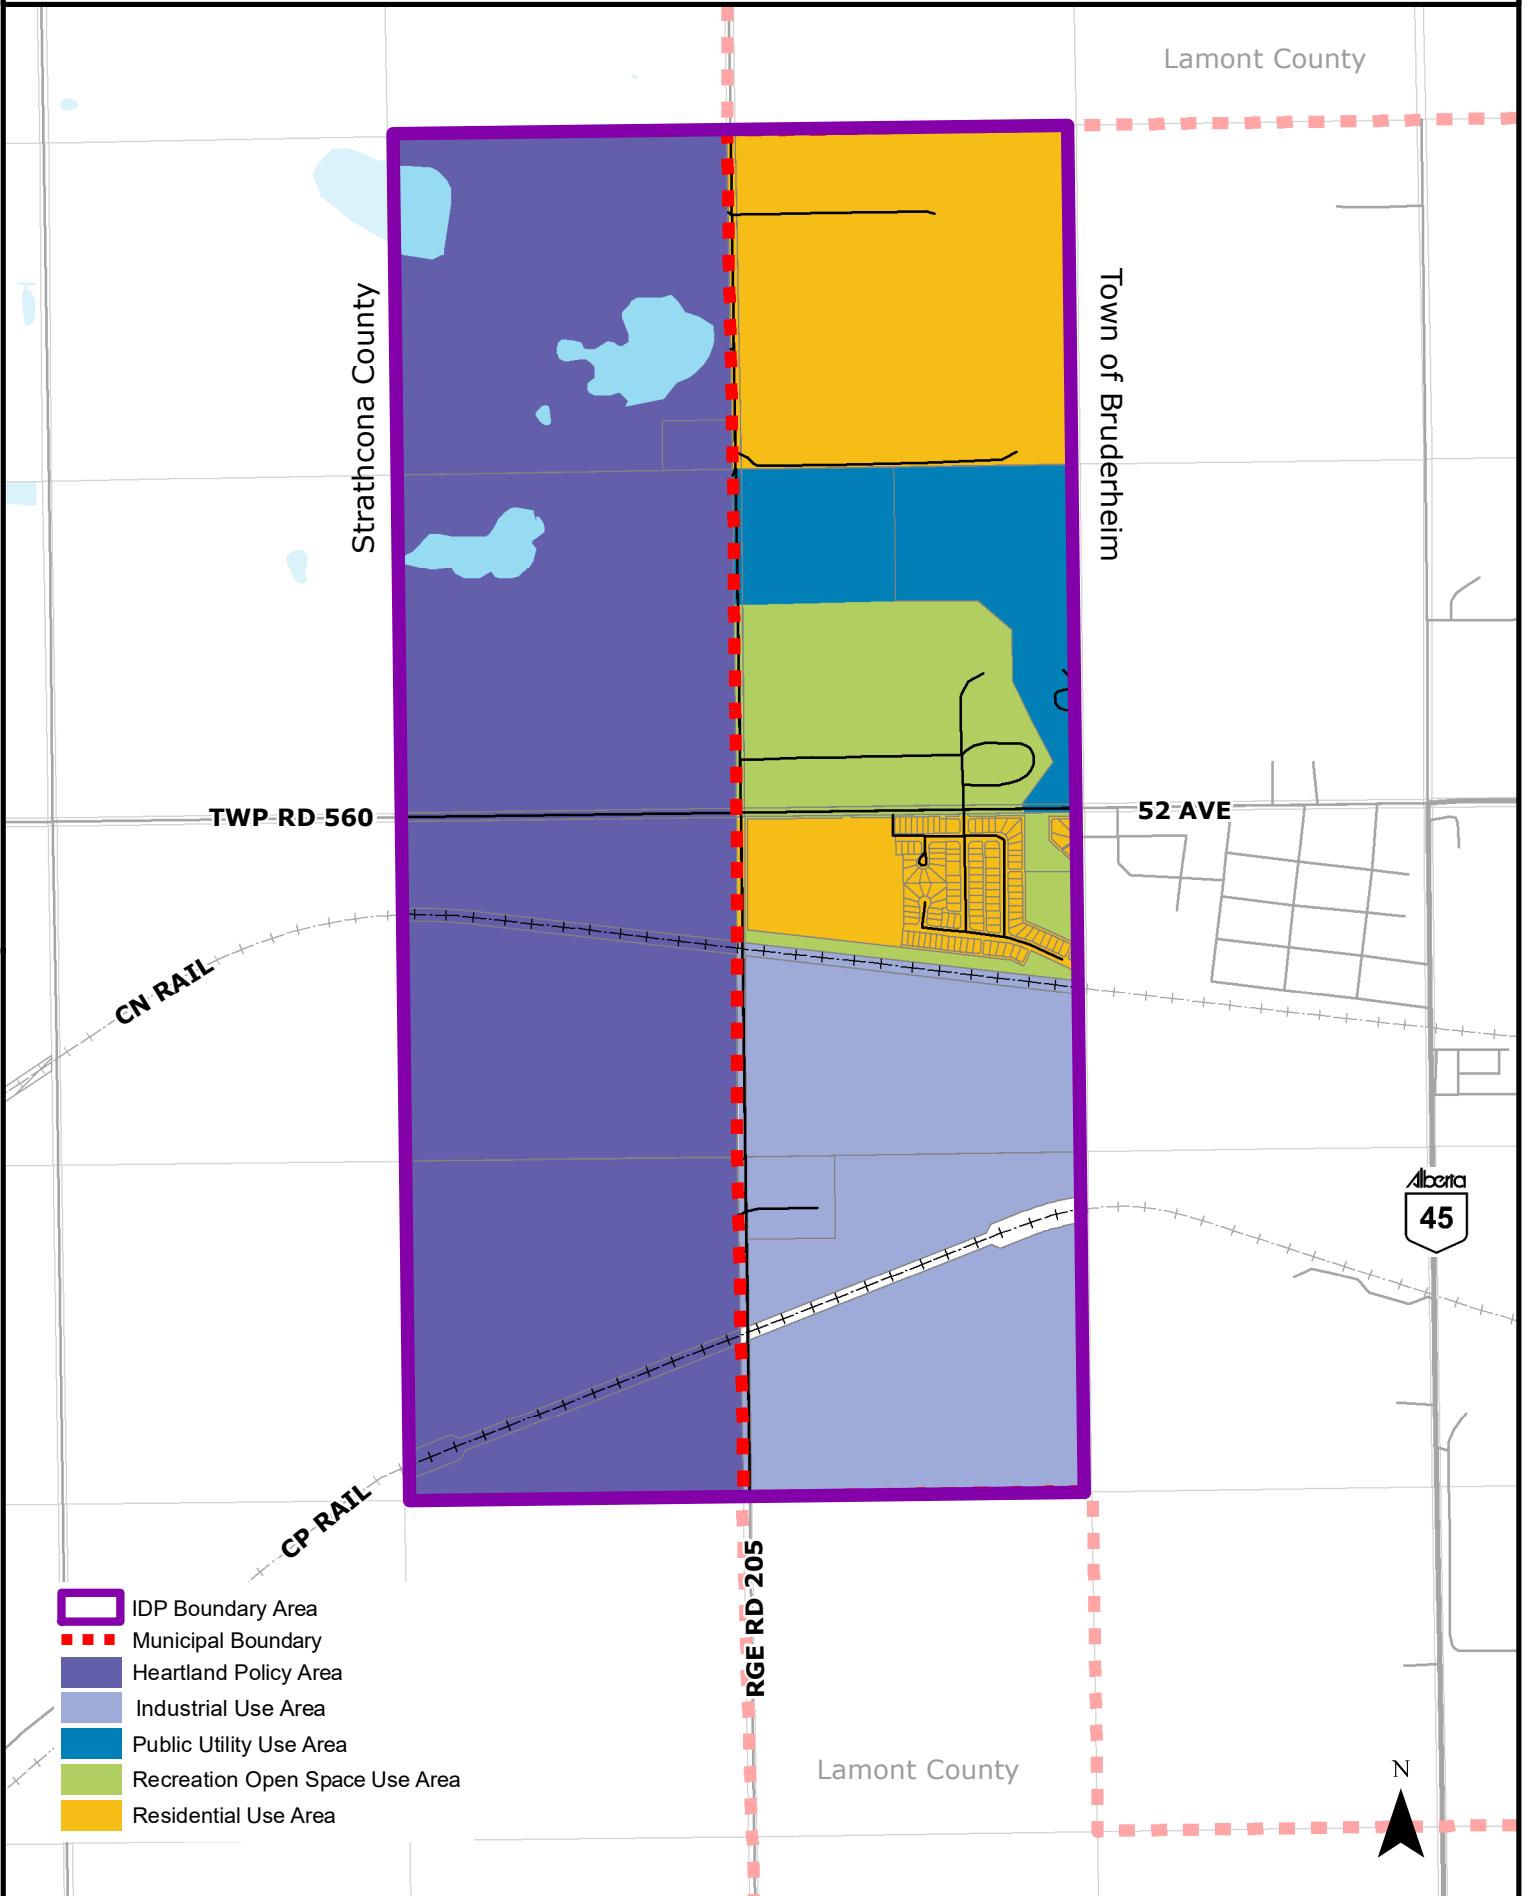 Lamont County
Strathcona County
Town of Bruderheim
TWP RD 560
52 AVE
CN RAIL
Alberta
45
CP RAIL
RGE RD 205
IDP Boundary Area
Municipal Boundary
Heartland Policy Area
Industrial Use Area
Public Utility Use Area
Recreation Open Space Use Area
Residential Use Area
Lamont County
N